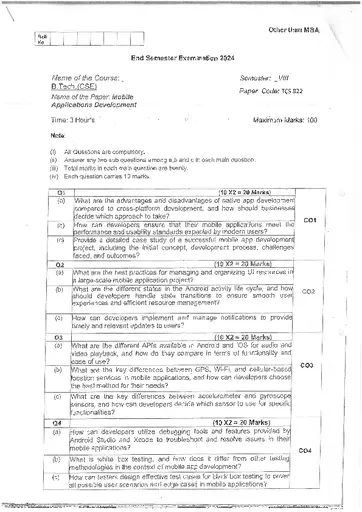 Other than MBA
Roll No
End Semester Examination 2024
Name of the Course: _
B.Tech.(CSE)
Semester: _VIII
Name of the Paper: Mobile
Applications Development
Paper Code: TCS 822
Time: 3 Hour's
Maximum Marks: 100
Note:
(i) All Questions are compulsory.
(ii) Answer any two sub questions among a,b and c in each main question.
(iii) Total marks in each main question are twenty.
(iv) Each question carries 10 marks.
Q1 (10 X2 = 20 Marks)
(a) What are the advantages and disadvantages of native app development
compared to cross-platform development, and how should businesses
decide which approach to take?
CO1
(b) How can developers ensure that their mobile applications meet the
performance and usability standards expected by modern users?
(c) Provide a detailed case study of a successful mobile app development
project, including the initial concept, development process, challenges
faced, and outcomes?
Q2 (10 X2 = 20 Marks)
(a) What are the best practices for managing and organizing UI resources in
a large-scale mobile application project?
(b) What are the different states in the Android activity life cycle, and how
should developers handle state transitions to ensure smooth user
experiences and efficient resource management?
CO2
(c) How can developers implement and manage notifications to provide
timely and relevant updates to users?
Q3 (10 X2 = 20 Marks)
(a) What are the different APIs available in Android and iOS for audio and
video playback, and how do they compare in terms of functionality and
ease of use?
(b) What are the key differences between GPS, Wi-Fi, and cellular-based
location services in mobile applications, and how can developers choose
the best method for their needs?
CO3
(c) What are the key differences between accelerometer and gyroscope
sensors, and how can developers decide which sensor to use for specific
functionalities?
Q4 (10 X2 = 20 Marks)
(a) How can developers utilize debugging tools and features provided by
Android Studio and Xcode to troubleshoot and resolve issues in their
mobile applications?
(b) What is white box testing, and how does it differ from other testing
methodologies in the context of mobile app development?
CO4
(c) How can testers design effective test cases for black box testing to cover
all possible user scenarios and edge cases in mobile applications?